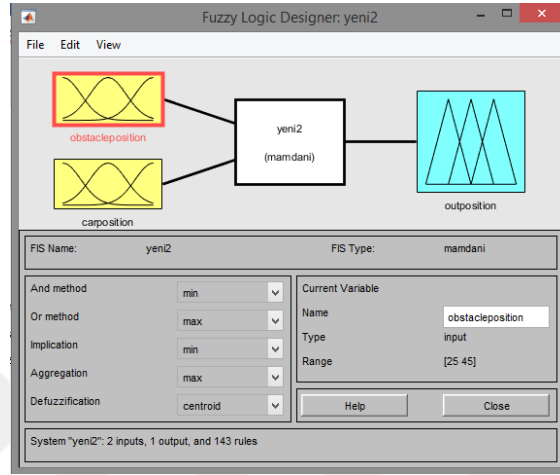 Fuzzy Logic Designer: yeni2
File Edit View
obstacleposition
carposition
yeni2
(mamdani)
outposition
FIS Name: yeni2 FIS Type: mamdani
And method min
Or method max
Implication min
Aggregation max
Defuzzification centroid
Current Variable
Name obstacleposition
Type input
Range [25 45]
Help Close
System "yeni2": 2 inputs, 1 output, and 143 rules